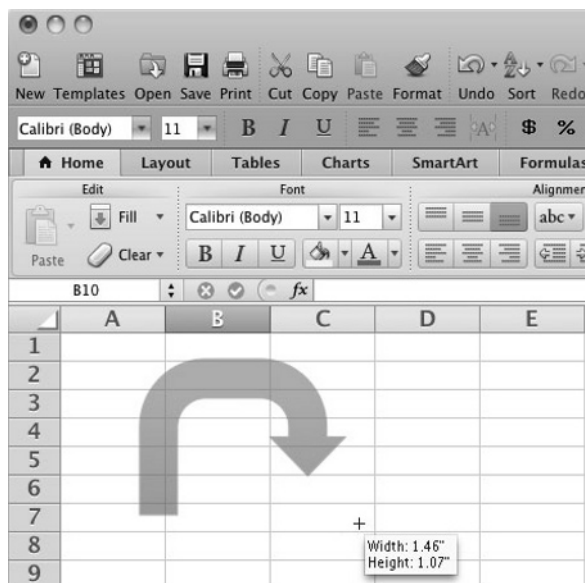 New Templates Open Save Print Cut Copy Paste Format Undo Sort Redo
Calibri (Body) 11 B I U A $ %
Home Layout Tables Charts SmartArt Formulas
Edit Font Alignmen
Paste Fill Calibri (Body) 11 abc
Clear B I U A
B10 fx
A B C D E
1
2
3
4
5
6
7
8
9
Width: 1.46"
Height: 1.07"